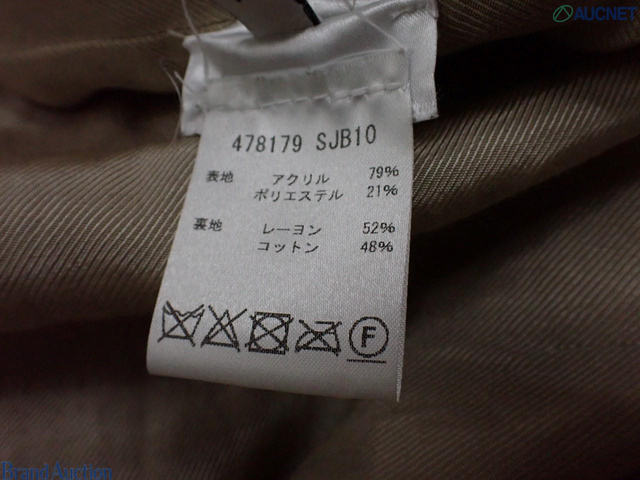 AUCNET
478179 SJB10
表地 アクリル 79%
ポリエステル 21%
裏地 レーヨン 52%
コットン 48%
F
Brand Auction